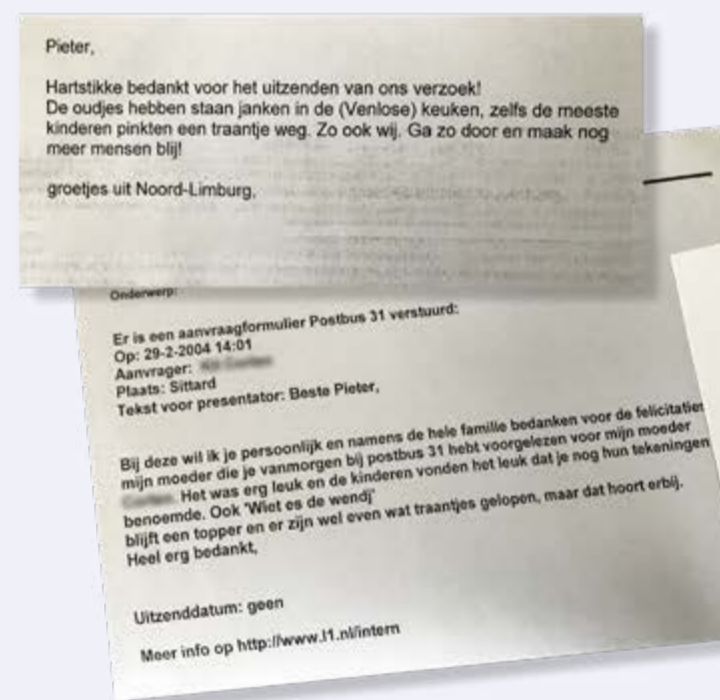 Pieter,
Hartstikke bedankt voor het uitzenden van ons verzoek!
De oudjes hebben staan janken in de (Venlose) keuken, zelfs de meeste
kinderen pinkten een traantje weg. Zo ook wij. Ga zo door en maak nog
meer mensen blij!
groetjes uit Noord-Limburg,
Onderwerp:
Er is een aanvraagformulier Postbus 31 verstuurd:
Op: 29-2-2004 14:01
Aanvrager:
Plaats: Sittard
Tekst voor presentator: Beste Pieter,
Bij deze wil ik je persoonlijk en namens de hele familie bedanken voor de felicitaties
mijn moeder die je vanmorgen bij postbus 31 hebt voorgelezen voor mijn moeder
Het was erg leuk en de kinderen vonden het leuk dat je nog hun tekeningen
benoemde. Ook 'Wiet es de wendj'
blijft een topper en er zijn wel even wat traantjes gelopen, maar dat hoort erbij.
Heel erg bedankt,
Uitzenddatum: geen
Meer info op http://www.l1.nl/intern